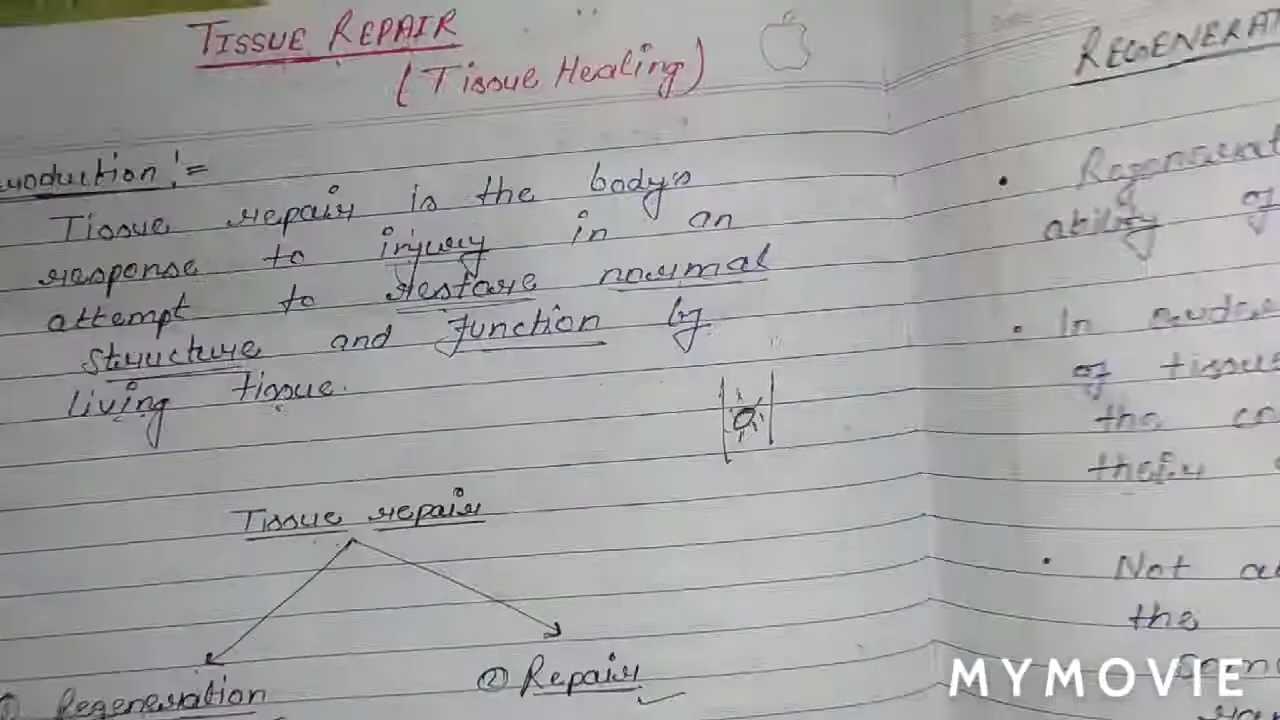 TISSUE REPAIR
(Tissue Healing)
Introduction :=
Tissue repair is the body's
response to injury in an
attempt to restore normal
structure and function by
living tissue.
Tissue repair
① Regeneration
② Repair
REGENERAT
• Regenerat
ability of
• In
of tissue
the
• Not
the
MYMOVIE